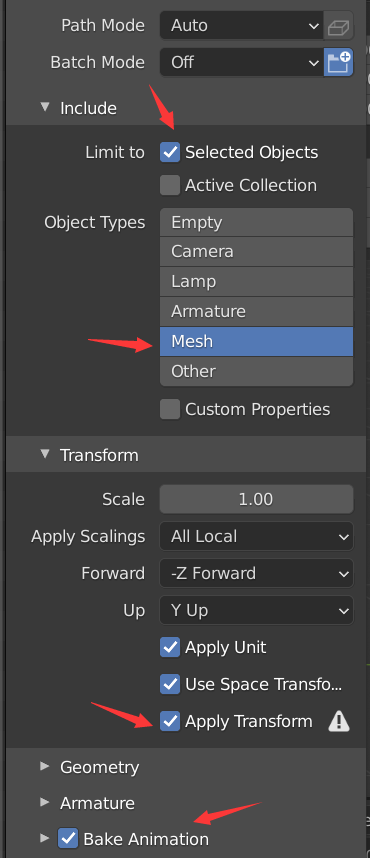 Path Mode Auto
Batch Mode Off
Include
Limit to Selected Objects
Active Collection
Object Types Empty
Camera
Lamp
Armature
Mesh
Other
Custom Properties
Transform
Scale 1.00
Apply Scalings All Local
Forward -Z Forward
Up Y Up
Apply Unit
Use Space Transfo...
Apply Transform
Geometry
Armature
Bake Animation